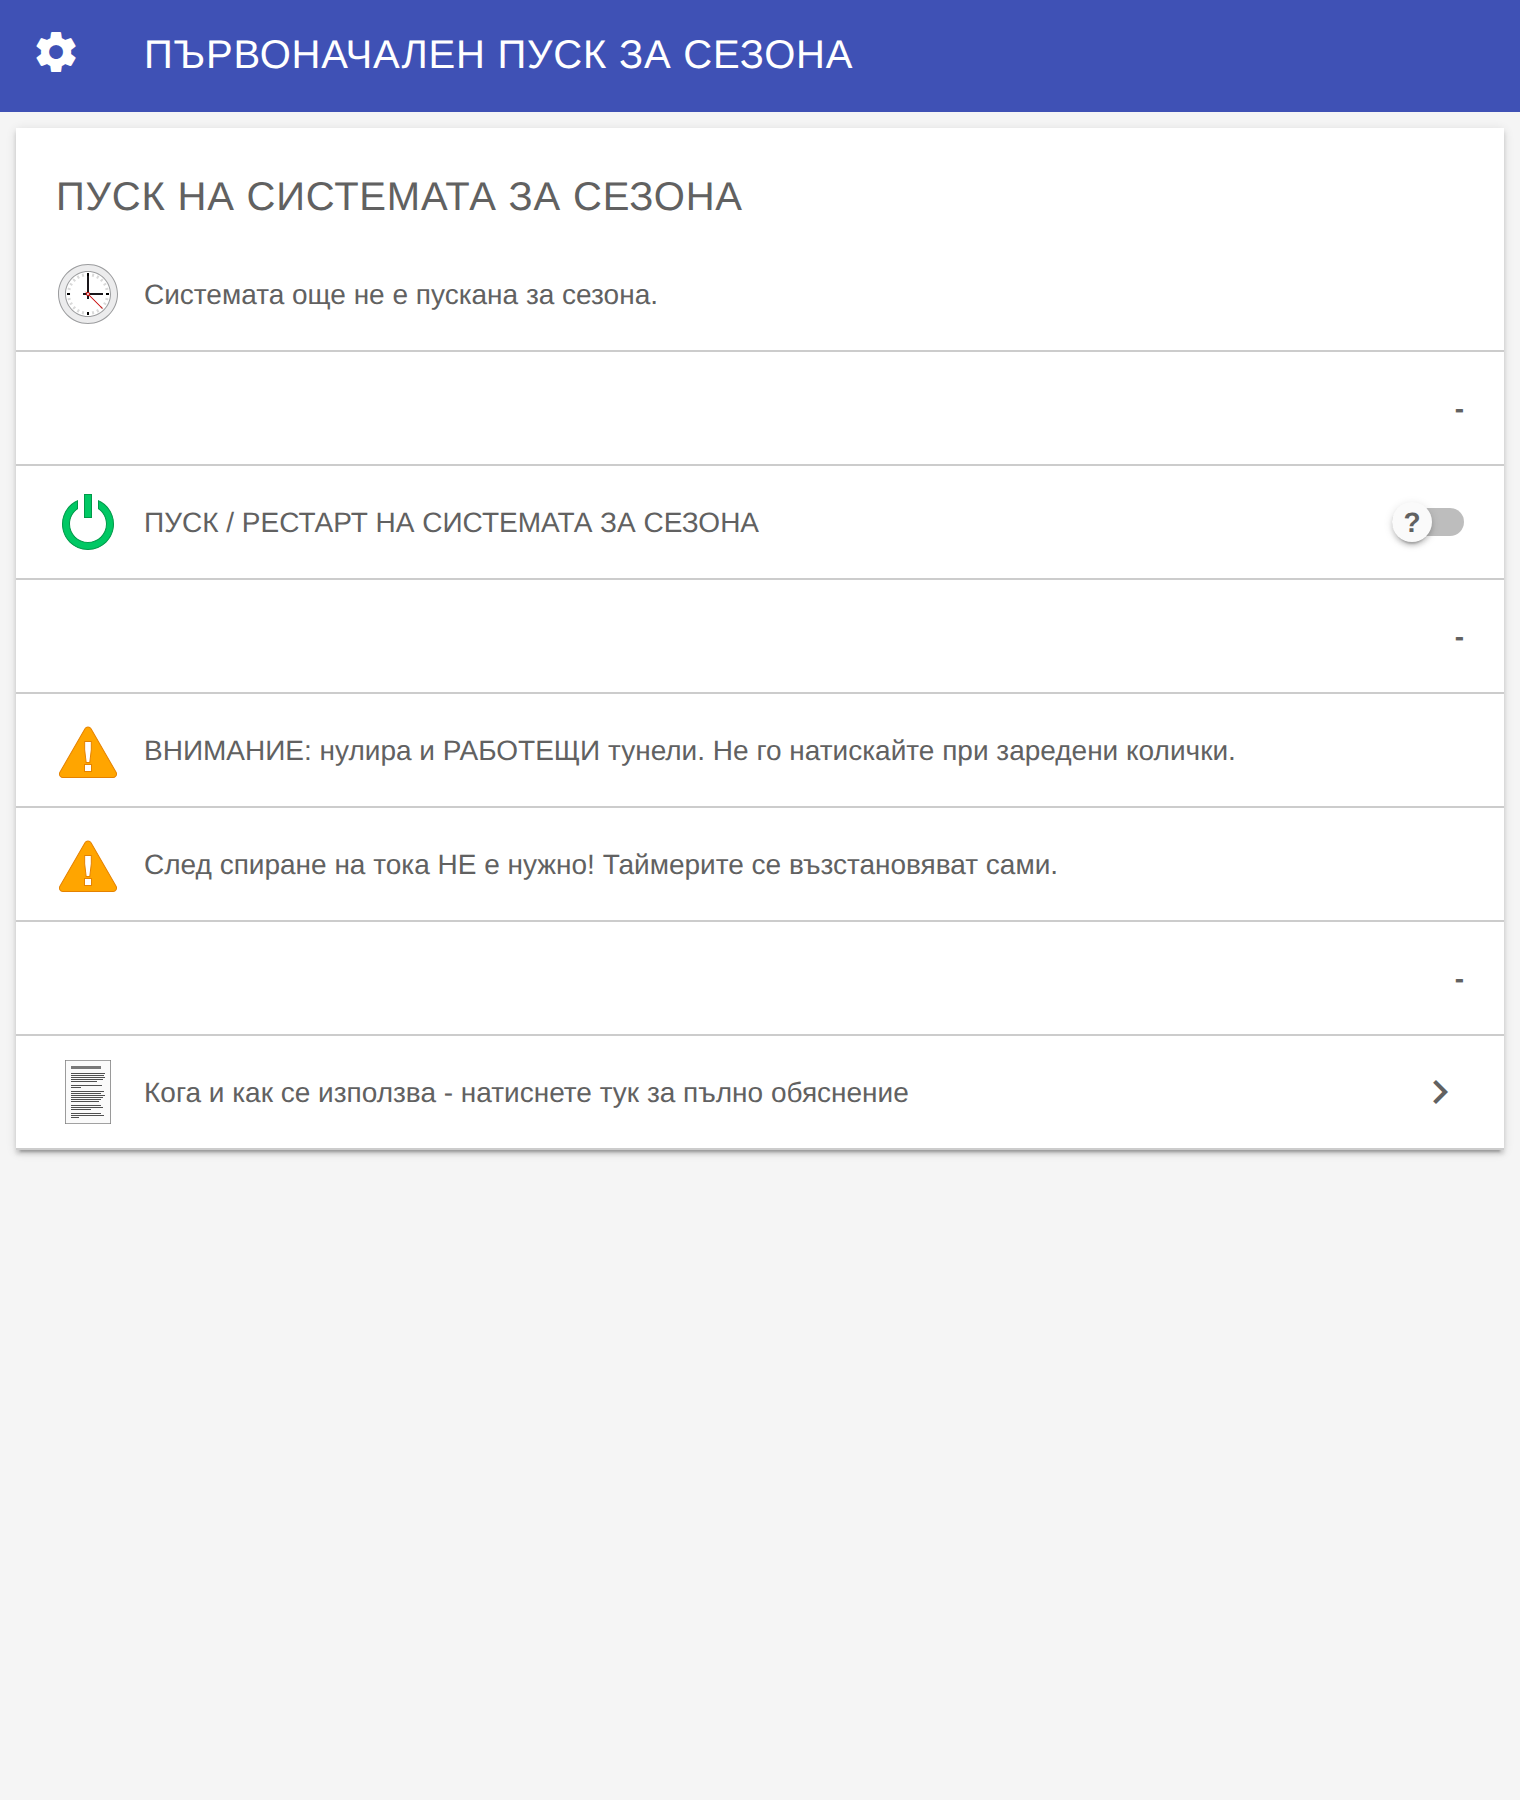 ПЪРВОНАЧАЛЕН ПУСК ЗА СЕЗОНА
ПУСК НА СИСТЕМАТА ЗА СЕЗОНА
Системата още не е пускана за сезона.
-
ПУСК / РЕСТАРТ НА СИСТЕМАТА ЗА СЕЗОНА
?
-
ВНИМАНИЕ: нулира и РАБОТЕЩИ тунели. Не го натискайте при заредени колички.
След спиране на тока НЕ е нужно! Таймерите се възстановяват сами.
-
Кога и как се използва - натиснете тук за пълно обяснение